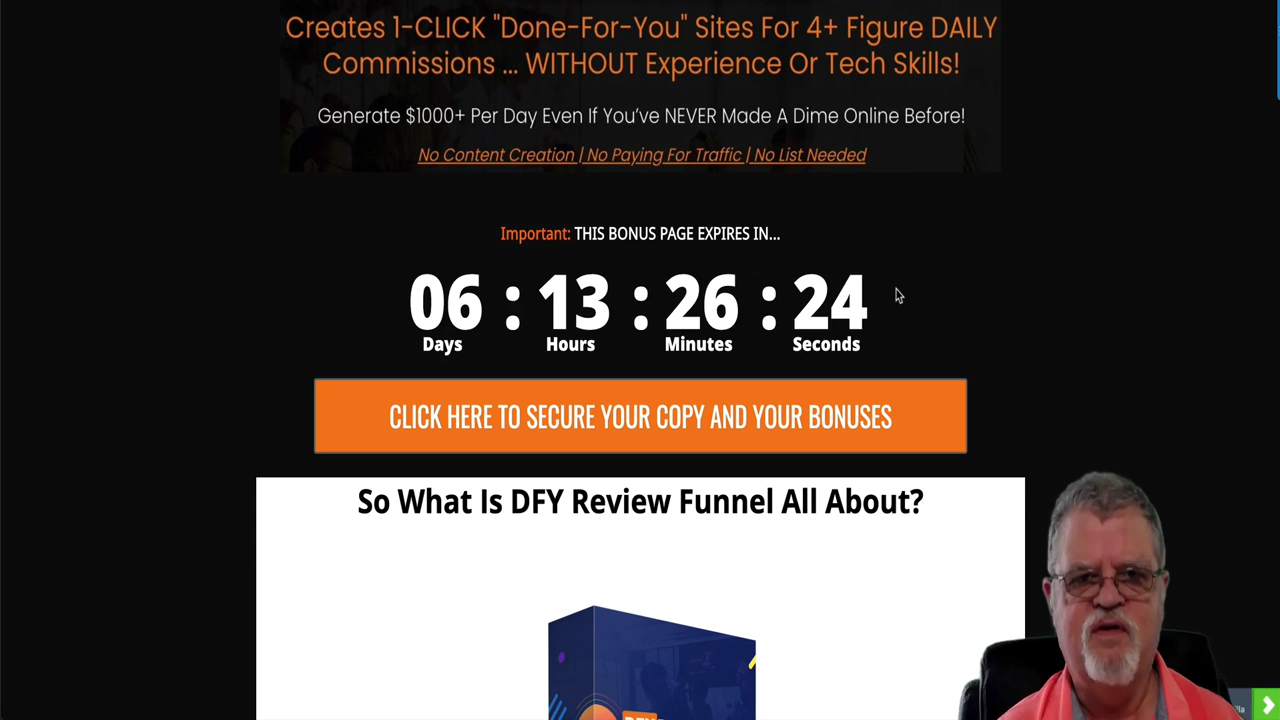 Creates 1-CLICK "Done-For-You" Sites For 4+ Figure DAILY
Commissions ... WITHOUT Experience Or Tech Skills!
Generate $1000+ Per Day Even If You've NEVER Made A Dime Online Before!
No Content Creation | No Paying For Traffic | No List Needed
Important: THIS BONUS PAGE EXPIRES IN...
06 : 13 : 26 : 24
Days Hours Minutes Seconds
CLICK HERE TO SECURE YOUR COPY AND YOUR BONUSES
So What Is DFY Review Funnel All About?